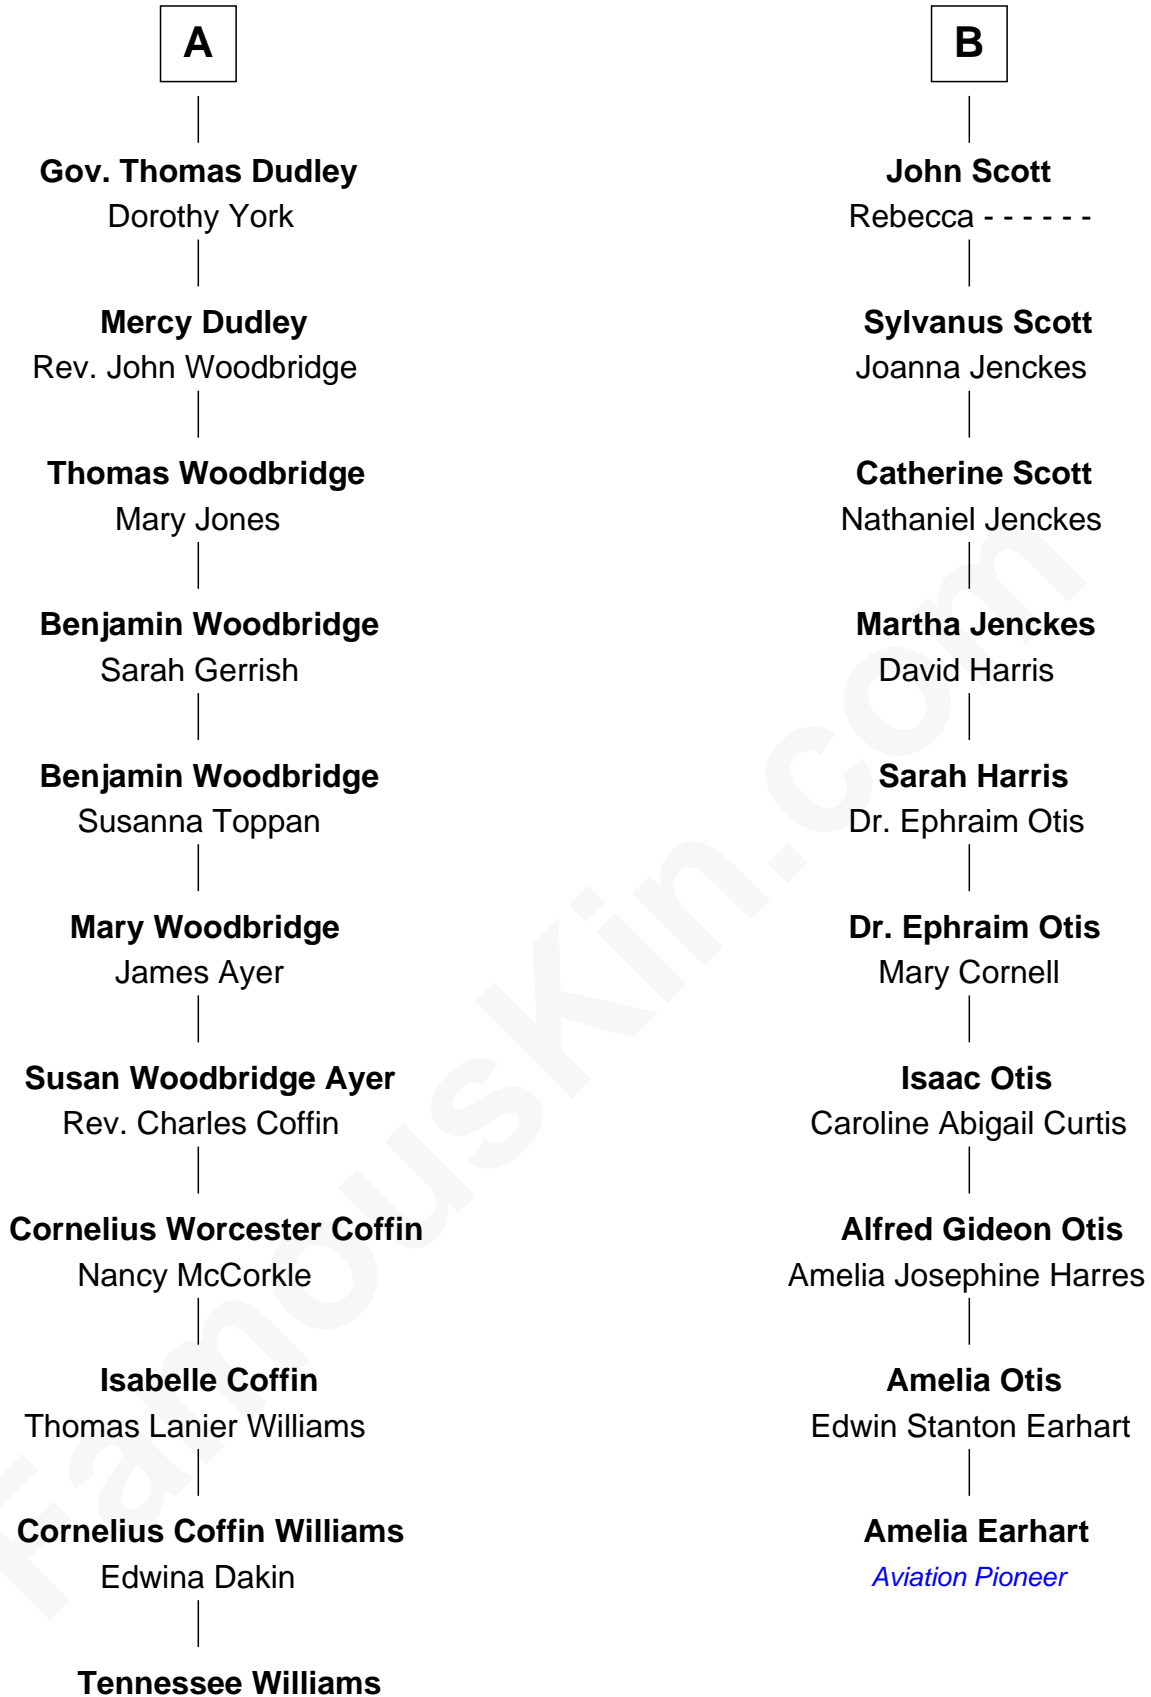 A
Gov. Thomas Dudley
Dorothy York
Mercy Dudley
Rev. John Woodbridge
Thomas Woodbridge
Mary Jones
Benjamin Woodbridge
Sarah Gerrish
Benjamin Woodbridge
Susanna Toppan
Mary Woodbridge
James Ayer
Susan Woodbridge Ayer
Rev. Charles Coffin
Cornelius Worcester Coffin
Nancy McCorkle
Isabelle Coffin
Thomas Lanier Williams
Cornelius Coffin Williams
Edwina Dakin
Tennessee Williams
B
John Scott
Rebecca - - - - - -
Sylvanus Scott
Joanna Jenckes
Catherine Scott
Nathaniel Jenckes
Martha Jenckes
David Harris
Sarah Harris
Dr. Ephraim Otis
Dr. Ephraim Otis
Mary Cornell
Isaac Otis
Caroline Abigail Curtis
Alfred Gideon Otis
Amelia Josephine Harres
Amelia Otis
Edwin Stanton Earhart
Amelia Earhart
Aviation Pioneer
FamousKin.com